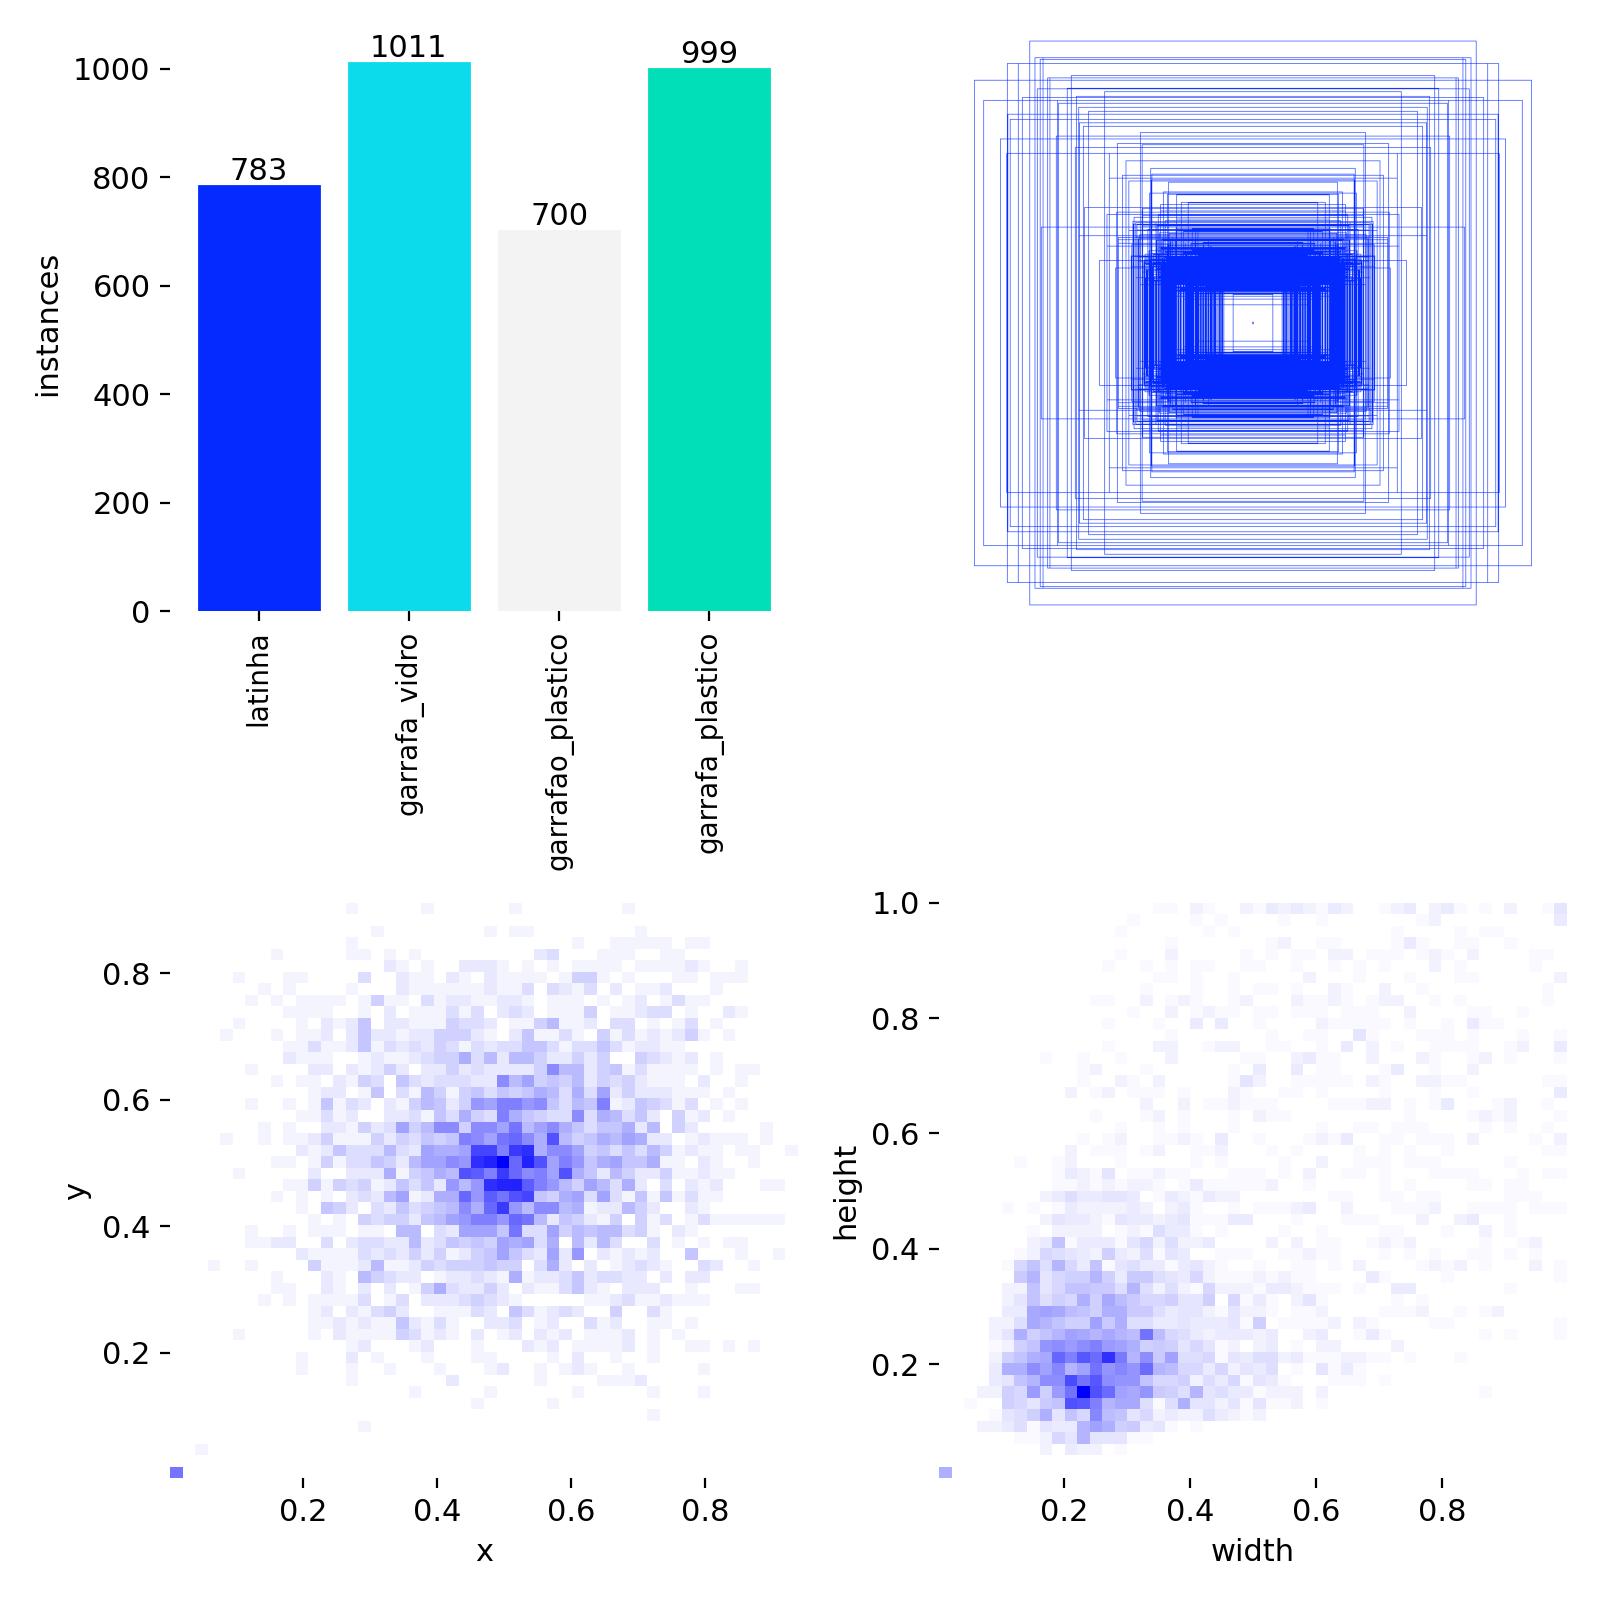 1011
999
783
700
1000
800
600
400
200
0
instances
latinha
garrafa_vidro
garrafao_plastico
garrafa_plastico
0.8
0.6
0.4
0.2
y
0.2 0.4 0.6 0.8
x
1.0
0.8
0.6
0.4
0.2
height
0.2 0.4 0.6 0.8
width